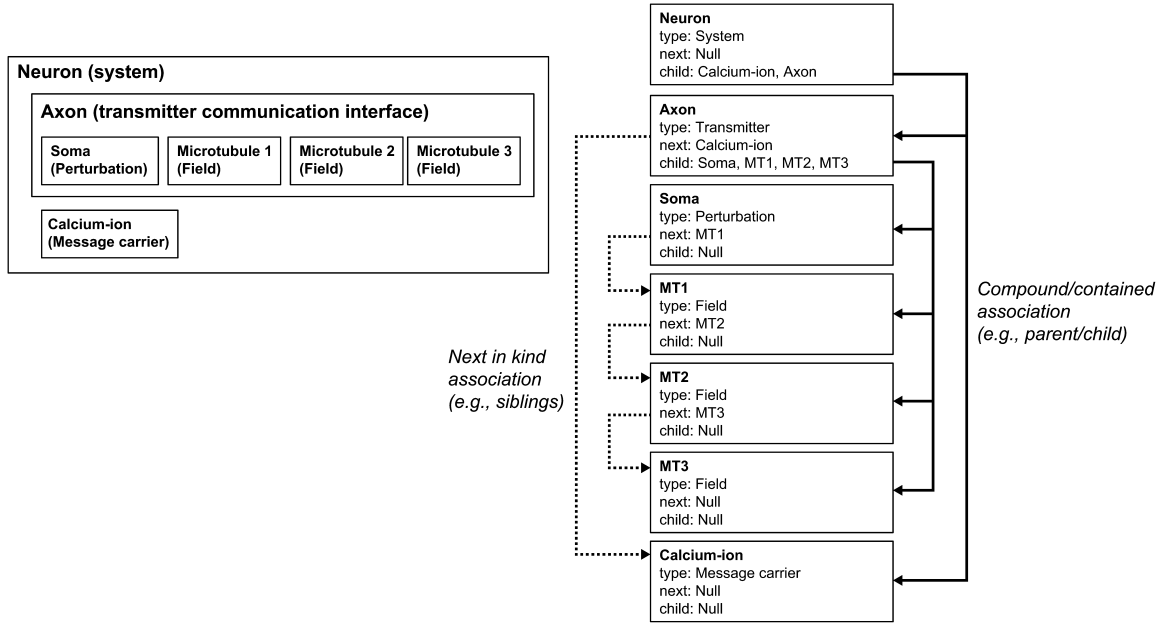 Neuron (system)
Axon (transmitter communication interface)
Soma
(Perturbation)
Microtubule 1
(Field)
Microtubule 2
(Field)
Microtubule 3
(Field)
Calcium-ion
(Message carrier)
Neuron
type: System
next: Null
child: Calcium-ion, Axon
Axon
type: Transmitter
next: Calcium-ion
child: Soma, MT1, MT2, MT3
Soma
type: Perturbation
next: MT1
child: Null
MT1
type: Field
next: MT2
child: Null
MT2
type: Field
next: MT3
child: Null
MT3
type: Field
next: Null
child: Null
Calcium-ion
type: Message carrier
next: Null
child: Null
Next in kind
association
(e.g., siblings)
Compound/contained
association
(e.g., parent/child)